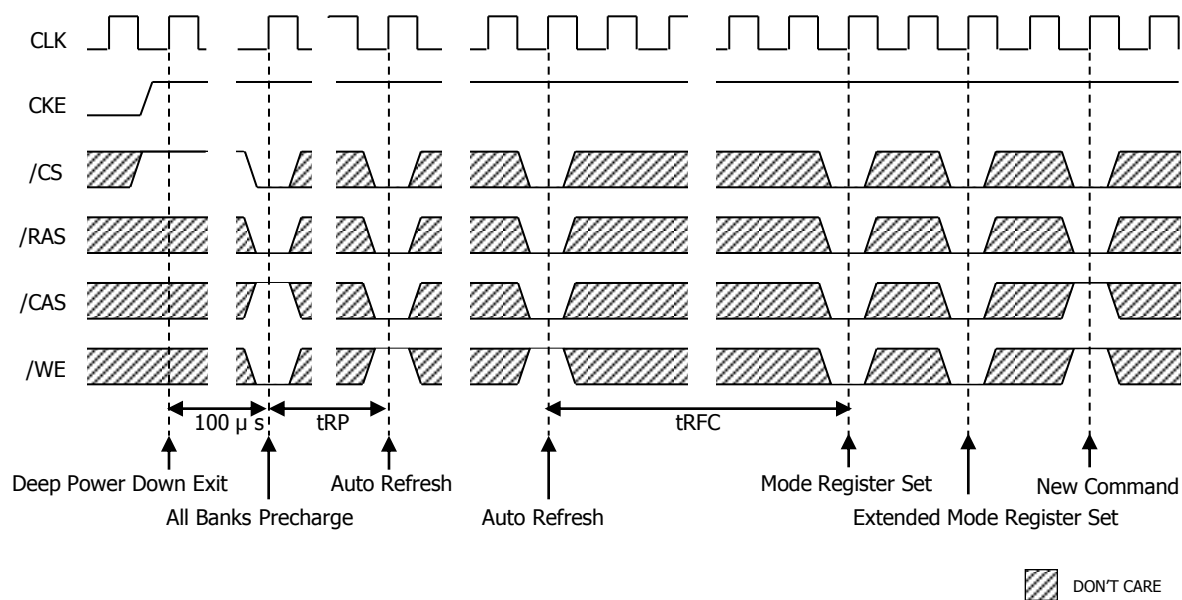 CLK
CKE
/CS
/RAS
/CAS
/WE
100 μ s
tRP
tRFC
Deep Power Down Exit
Auto Refresh
Mode Register Set
New Command
All Banks Precharge
Auto Refresh
Extended Mode Register Set
DON'T CARE